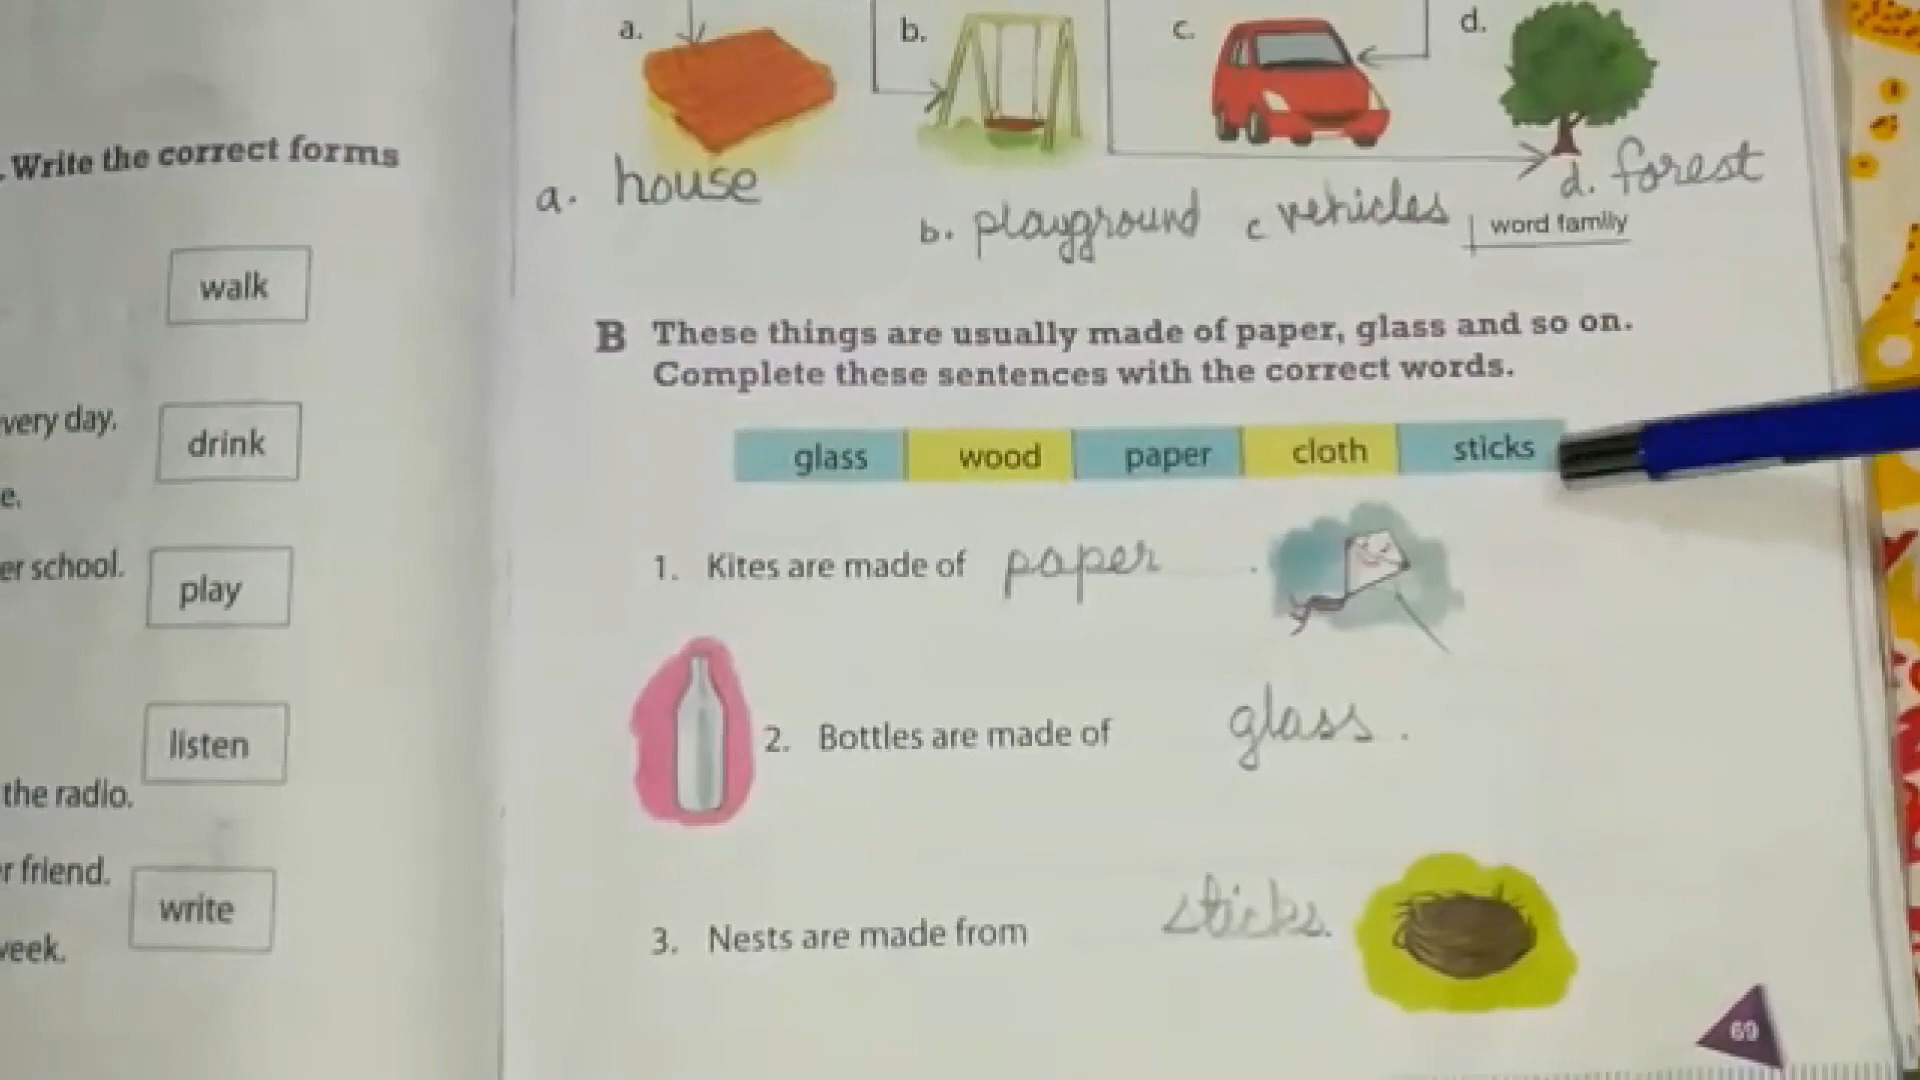 a. b. c. d.
a. house
b. playground c vehicles d. forest
word family
B These things are usually made of paper, glass and so on.
Complete these sentences with the correct words.
glass wood paper cloth sticks
1. Kites are made of paper .
2. Bottles are made of glass.
3. Nests are made from sticks.
69
. Write the correct forms
walk
very day.
drink
e.
er school.
play
listen
the radio.
r friend.
write
week.